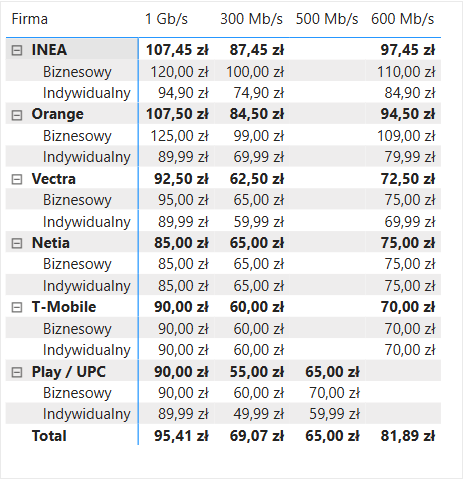 Firma 1 Gb/s 300 Mb/s 500 Mb/s 600 Mb/s
INEA 107,45 zł 87,45 zł 97,45 zł
Biznesowy 120,00 zł 100,00 zł 110,00 zł
Indywidualny 94,90 zł 74,90 zł 84,90 zł
Orange 107,50 zł 84,50 zł 94,50 zł
Biznesowy 125,00 zł 99,00 zł 109,00 zł
Indywidualny 89,99 zł 69,99 zł 79,99 zł
Vectra 92,50 zł 62,50 zł 72,50 zł
Biznesowy 95,00 zł 65,00 zł 75,00 zł
Indywidualny 89,99 zł 59,99 zł 69,99 zł
Netia 85,00 zł 65,00 zł 75,00 zł
Biznesowy 85,00 zł 65,00 zł 75,00 zł
Indywidualny 85,00 zł 65,00 zł 75,00 zł
T-Mobile 90,00 zł 60,00 zł 70,00 zł
Biznesowy 90,00 zł 60,00 zł 70,00 zł
Indywidualny 90,00 zł 60,00 zł 70,00 zł
Play / UPC 90,00 zł 55,00 zł 65,00 zł
Biznesowy 90,00 zł 60,00 zł 70,00 zł
Indywidualny 89,99 zł 49,99 zł 59,99 zł
Total 95,41 zł 69,07 zł 65,00 zł 81,89 zł